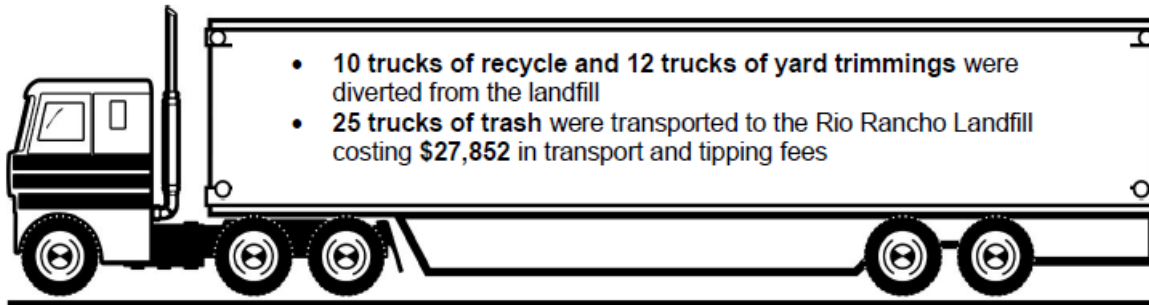 • 10 trucks of recycle and 12 trucks of yard trimmings were
diverted from the landfill
• 25 trucks of trash were transported to the Rio Rancho Landfill
costing $27,852 in transport and tipping fees